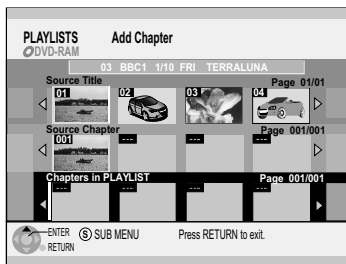 PLAYLISTS Add Chapter
DVD-RAM
03 BBC1 1/10 FRI TERRALUNA
Source Title Page 01/01
01 02 03 04
Source Chapter Page 001/001
001 --- --- ---
Chapters in PLAYLIST Page 001/001
--- --- --- ---
ENTER S SUB MENU Press RETURN to exit.
RETURN